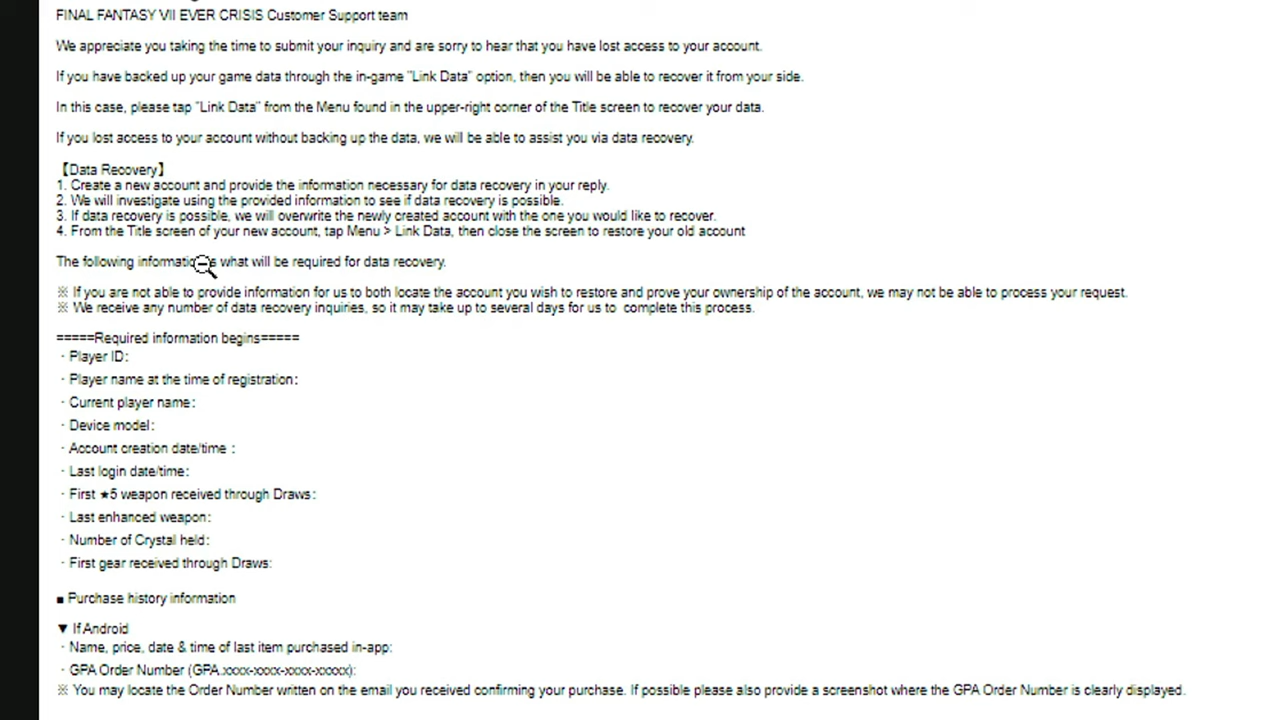 FINAL FANTASY VII EVER CRISIS Customer Support team
We appreciate you taking the time to submit your inquiry and are sorry to hear that you have lost access to your account.
If you have backed up your game data through the in-game "Link Data" option, then you will be able to recover it from your side.
In this case, please tap "Link Data" from the Menu found in the upper-right corner of the Title screen to recover your data.
If you lost access to your account without backing up the data, we will be able to assist you via data recovery.
【Data Recovery】
1. Create a new account and provide the information necessary for data recovery in your reply.
2. We will investigate using the provided information to see if data recovery is possible.
3. If data recovery is possible, we will overwrite the newly created account with the one you would like to recover.
4. From the Title screen of your new account, tap Menu > Link Data, then close the screen to restore your old account
The following information is what will be required for data recovery.
※ If you are not able to provide information for us to both locate the account you wish to restore and prove your ownership of the account, we may not be able to process your request.
※ We receive any number of data recovery inquiries, so it may take up to several days for us to  complete this process.
=====Required information begins=====
・Player ID:
・Player name at the time of registration:
・Current player name:
・Device model:
・Account creation date/time :
・Last login date/time:
・First ★5 weapon received through Draws:
・Last enhanced weapon:
・Number of Crystal held:
・First gear received through Draws:
■ Purchase history information
▼ If Android
・Name, price, date & time of last item purchased in-app:
・GPA Order Number (GPA.xxxx-xxxx-xxxx-xxxxx):
※ You may locate the Order Number written on the email you received confirming your purchase. If possible please also provide a screenshot where the GPA Order Number is clearly displayed.